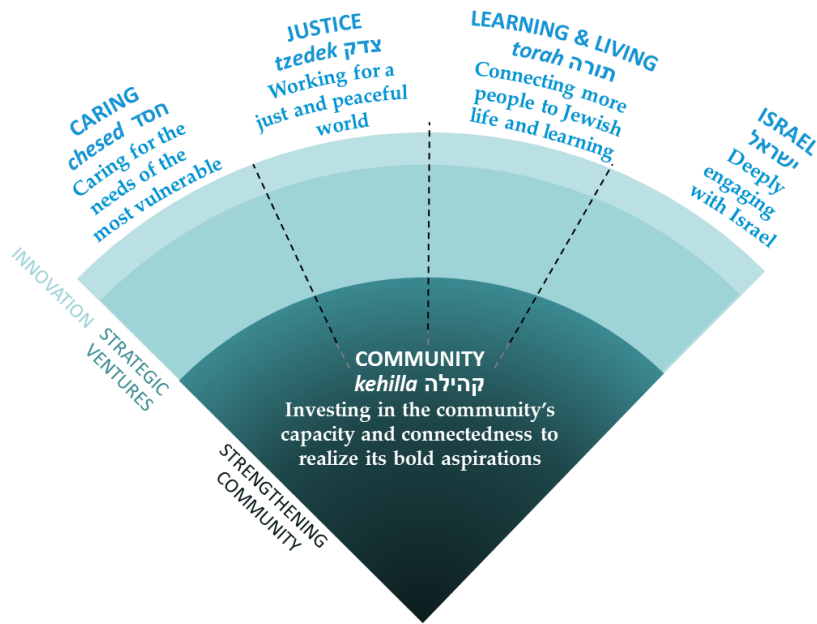 CARING
chesed חסד
Caring for the
needs of the
most vulnerable
JUSTICE
tzedek צדק
Working for a
just and peaceful
world
LEARNING & LIVING
torah תורה
Connecting more
people to Jewish
life and learning
ISRAEL
ישראל
Deeply
engaging
with Israel
INNOVATION
STRATEGIC
VENTURES
STRENGTHENING
COMMUNITY
COMMUNITY
kehilla קהילה
Investing in the community’s
capacity and connectedness to
realize its bold aspirations